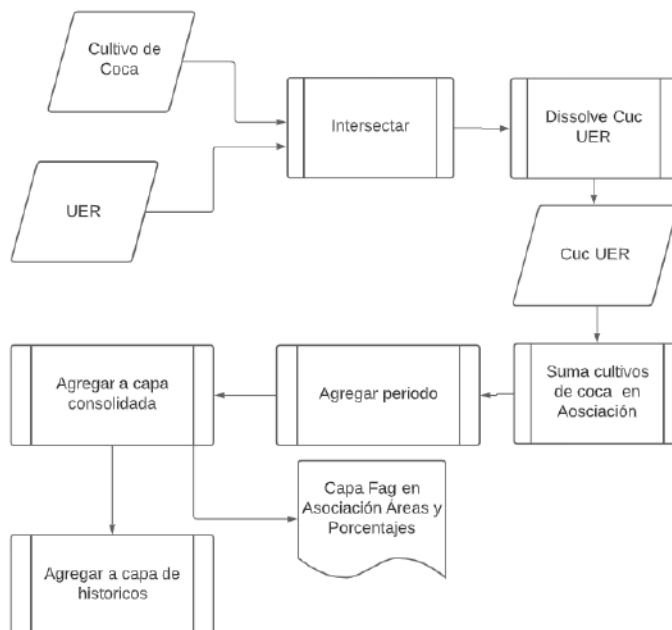 Cultivo de
Coca
Intersectar
Dissolve Cuc
UER
UER
Cuc UER
Suma cultivos
de coca en
Aosciación
Agregar periodo
Agregar a capa
consolidada
Capa Fag en
Asociación Áreas y
Porcentajes
Agregar a capa de
historicos